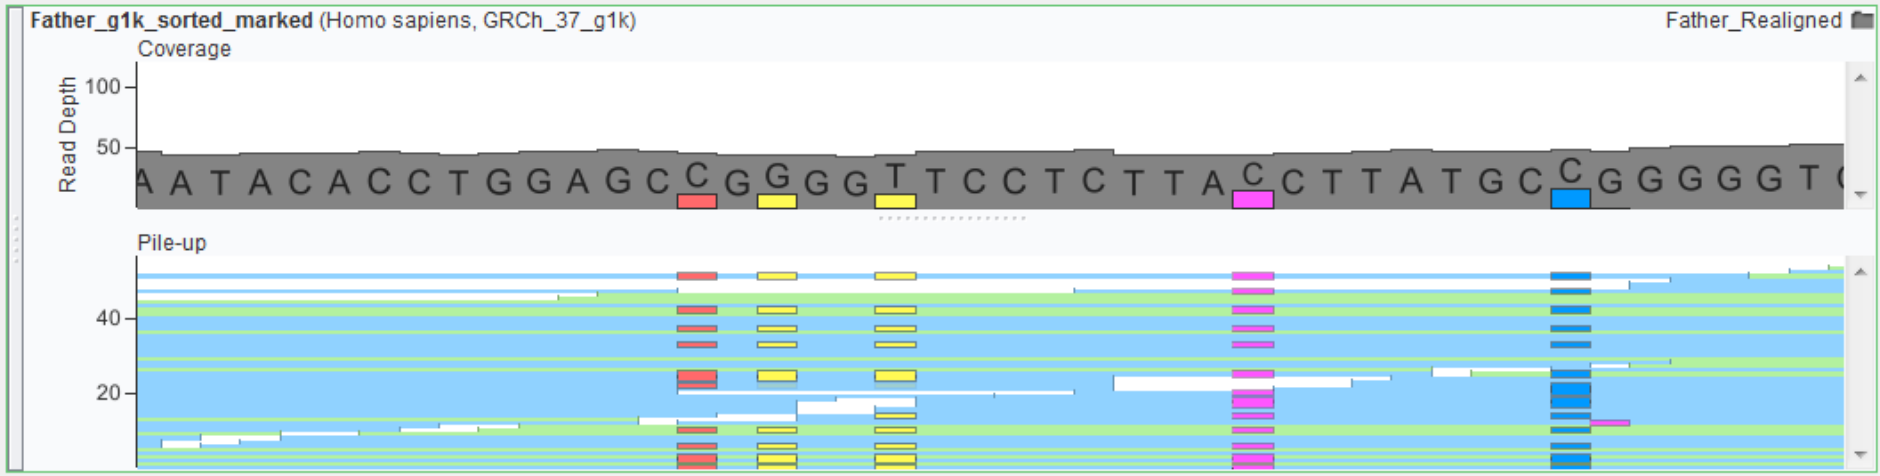 Father_g1k_sorted_marked (Homo sapiens, GRCh_37_g1k)
Father_Realigned
Coverage
Read Depth
100
50
A A T A C A C C T G G A G C C G G G G T T C C T C T T A C C T T A T G C C G G G G G T
Pile-up
40
20